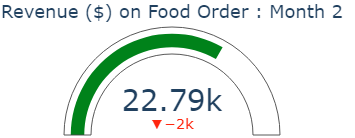 Revenue ($) on Food Order : Month 2
22.79k
▼−2k